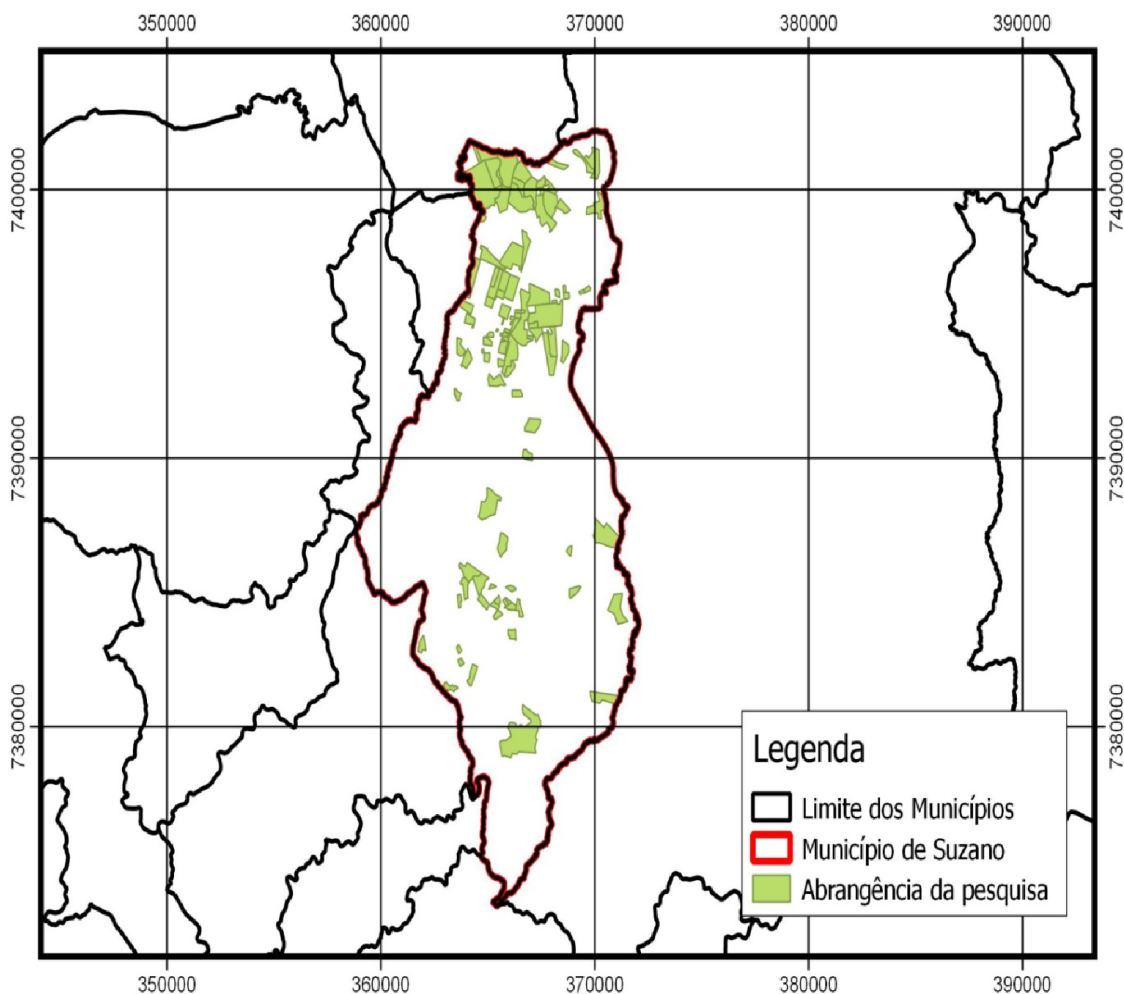 350000 360000 370000 380000 390000
7400000 7400000
7390000 7390000
7380000 7380000
Legenda
Limite dos Municípios
Município de Suzano
Abrangência da pesquisa
350000 360000 370000 380000 390000